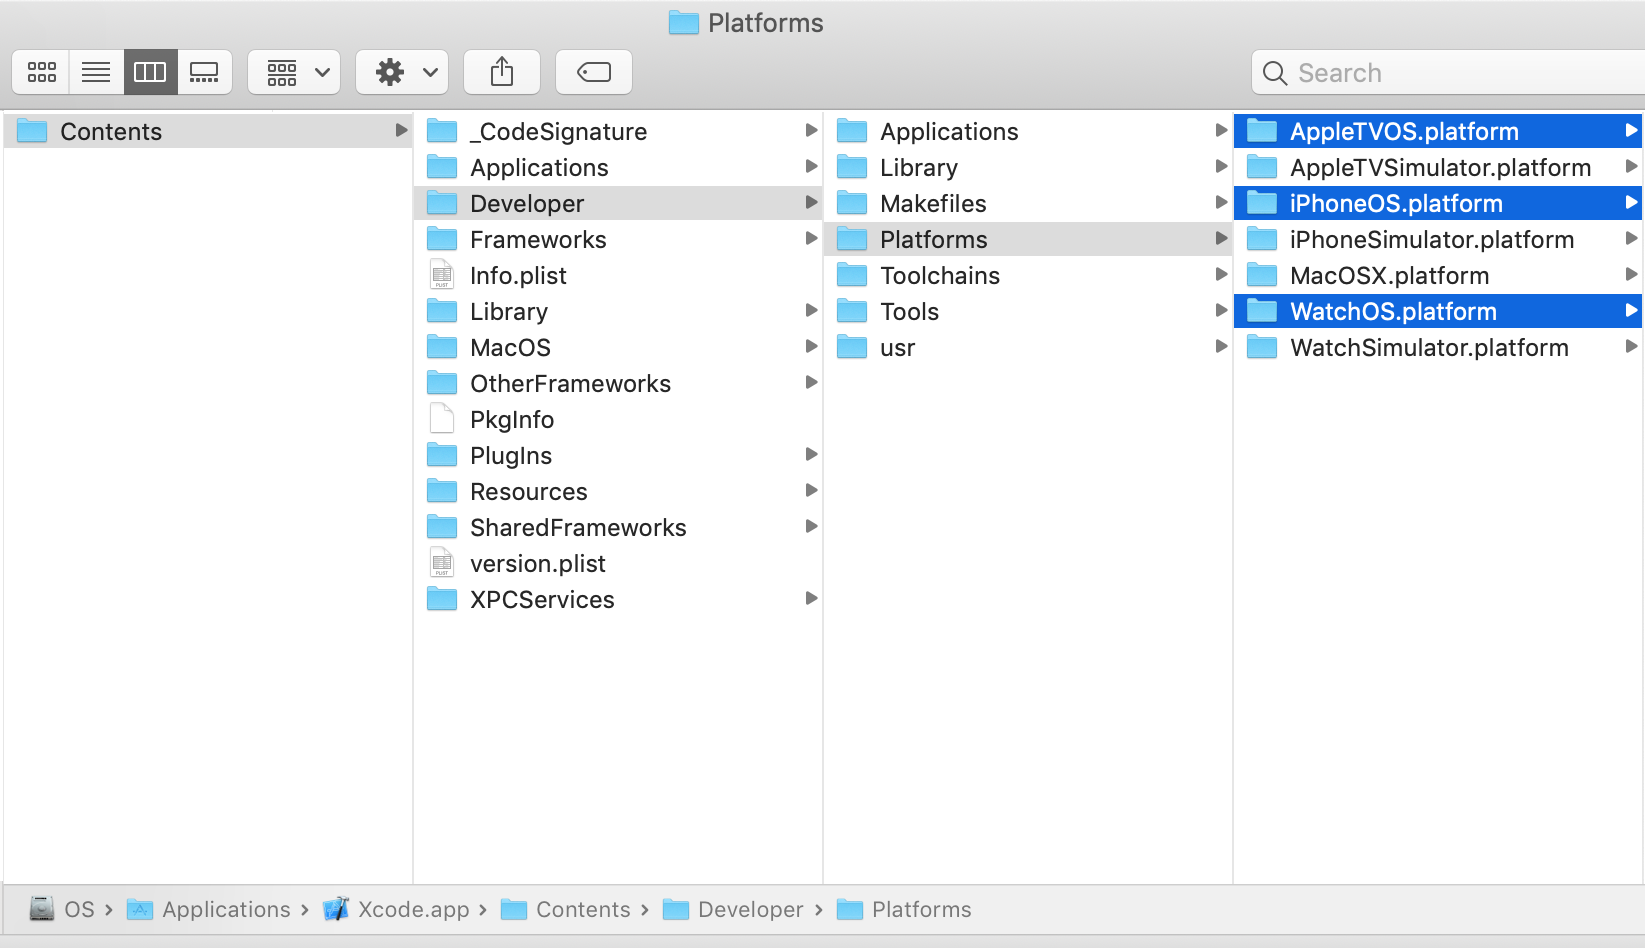 Platforms
Search
Contents
_CodeSignature
Applications
Developer
Frameworks
Info.plist
Library
MacOS
OtherFrameworks
PkgInfo
PlugIns
Resources
SharedFrameworks
version.plist
XPCServices
Applications
Library
Makefiles
Platforms
Toolchains
Tools
usr
AppleTVOS.platform
AppleTVSimulator.platform
iPhoneOS.platform
iPhoneSimulator.platform
MacOSX.platform
WatchOS.platform
WatchSimulator.platform
OS › Applications › Xcode.app › Contents › Developer › Platforms